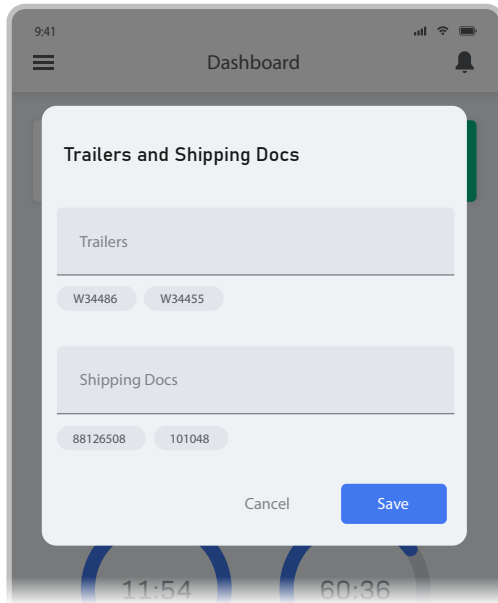 9:41
Dashboard
Trailers and Shipping Docs
Trailers
W34486 W34455
Shipping Docs
88126508 101048
Cancel Save
11:54 60:36